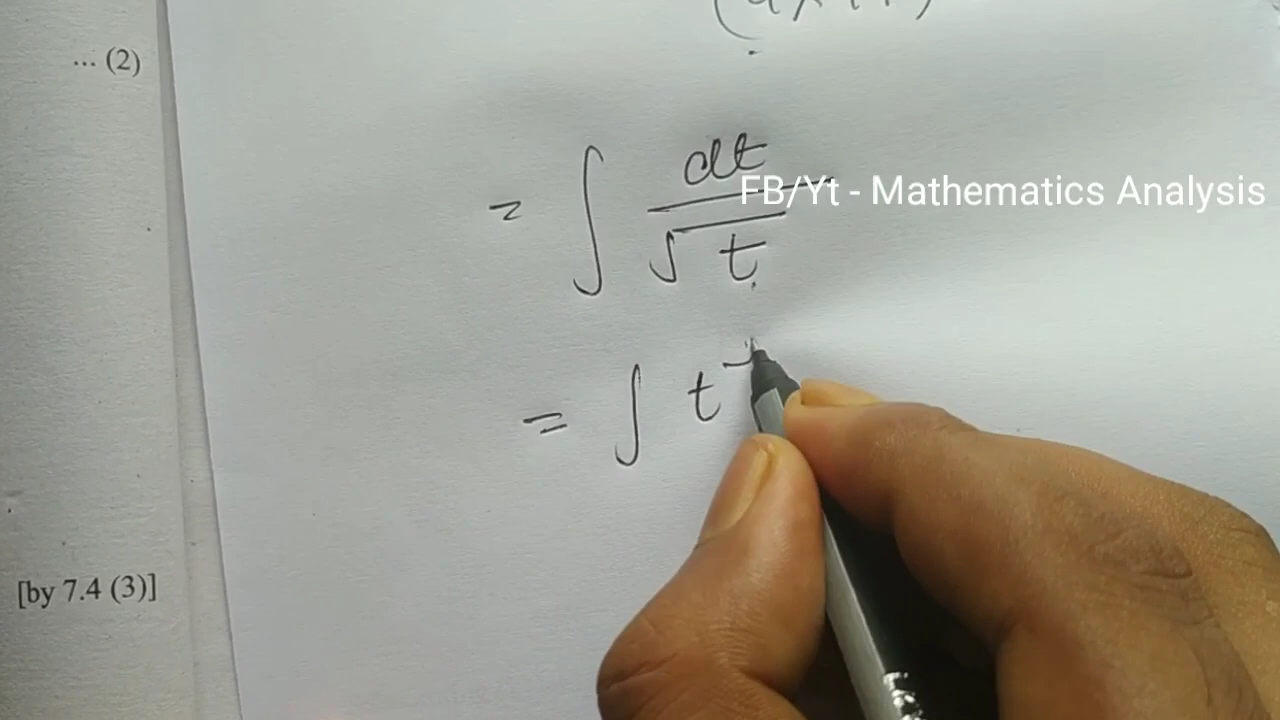 ... (2)
= ∫ dt / √t
FB/Yt - Mathematics Analysis
= ∫ t⁻
[by 7.4 (3)]